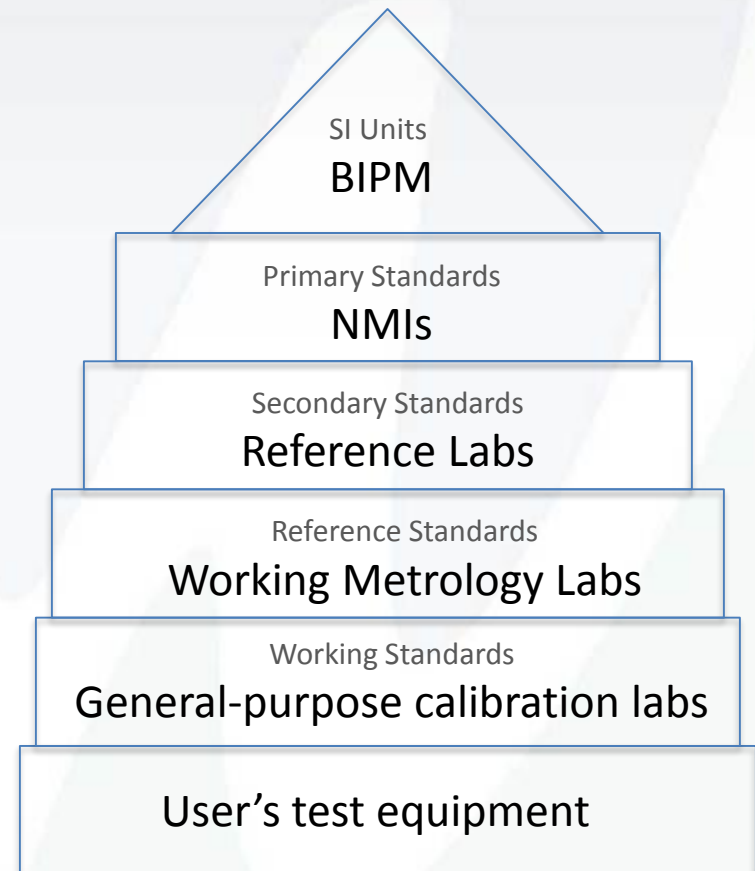 SI Units
BIPM
Primary Standards
NMIs
Secondary Standards
Reference Labs
Reference Standards
Working Metrology Labs
Working Standards
General-purpose calibration labs
User’s test equipment